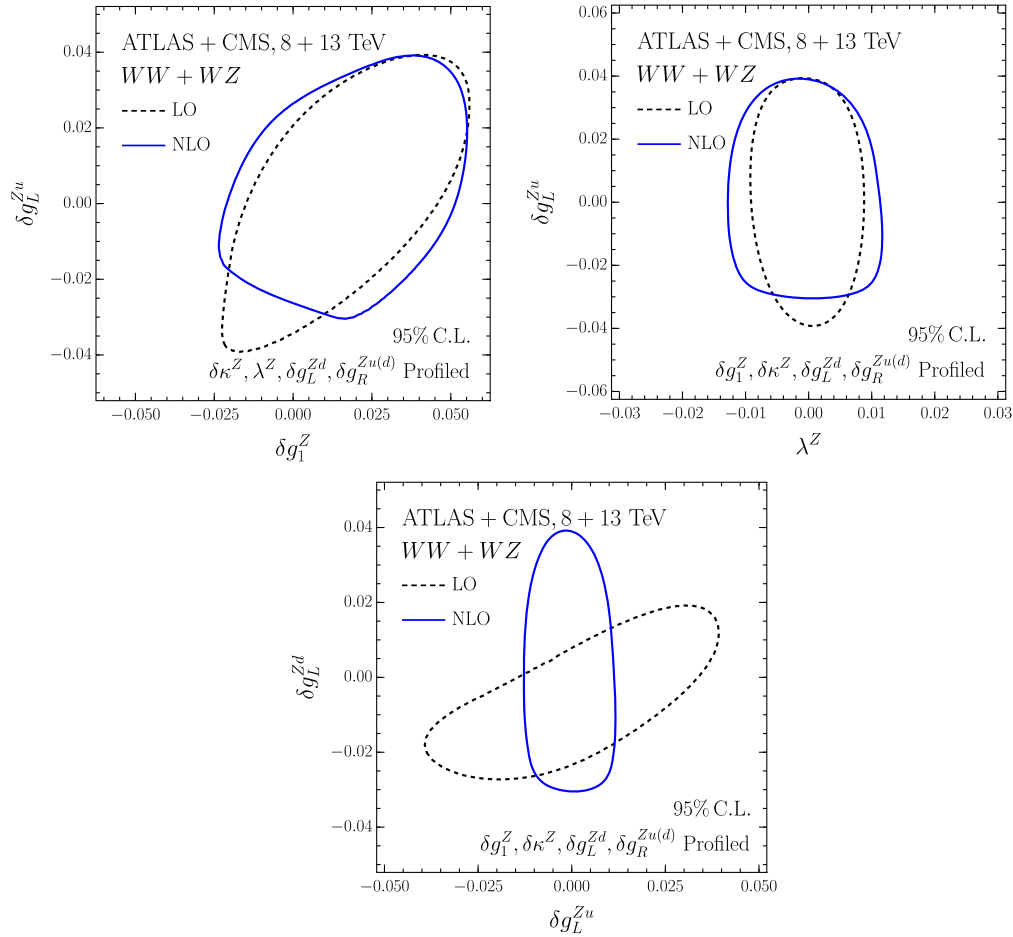 ATLAS + CMS, 8 + 13 TeV
WW + WZ
LO
NLO
95% C.L.
δκ^Z, λ^Z, δg_L^{Zd}, δg_R^{Zu(d)} Profiled
δg_L^{Zu}
0.04
0.02
0.00
−0.02
−0.04
−0.050
−0.025
0.000
0.025
0.050
δg_1^Z
ATLAS + CMS, 8 + 13 TeV
WW + WZ
LO
NLO
95% C.L.
δg_1^Z, δκ^Z, δg_L^{Zd}, δg_R^{Zu(d)} Profiled
δg_L^{Zu}
0.06
0.04
0.02
0.00
−0.02
−0.04
−0.06
−0.03
−0.02
−0.01
0.00
0.01
0.02
0.03
λ^Z
ATLAS + CMS, 8 + 13 TeV
WW + WZ
LO
NLO
95% C.L.
δg_1^Z, δκ^Z, δg_L^{Zd}, δg_R^{Zu(d)} Profiled
δg_L^{Zd}
0.04
0.02
0.00
−0.02
−0.04
−0.050
−0.025
0.000
0.025
0.050
δg_L^{Zu}